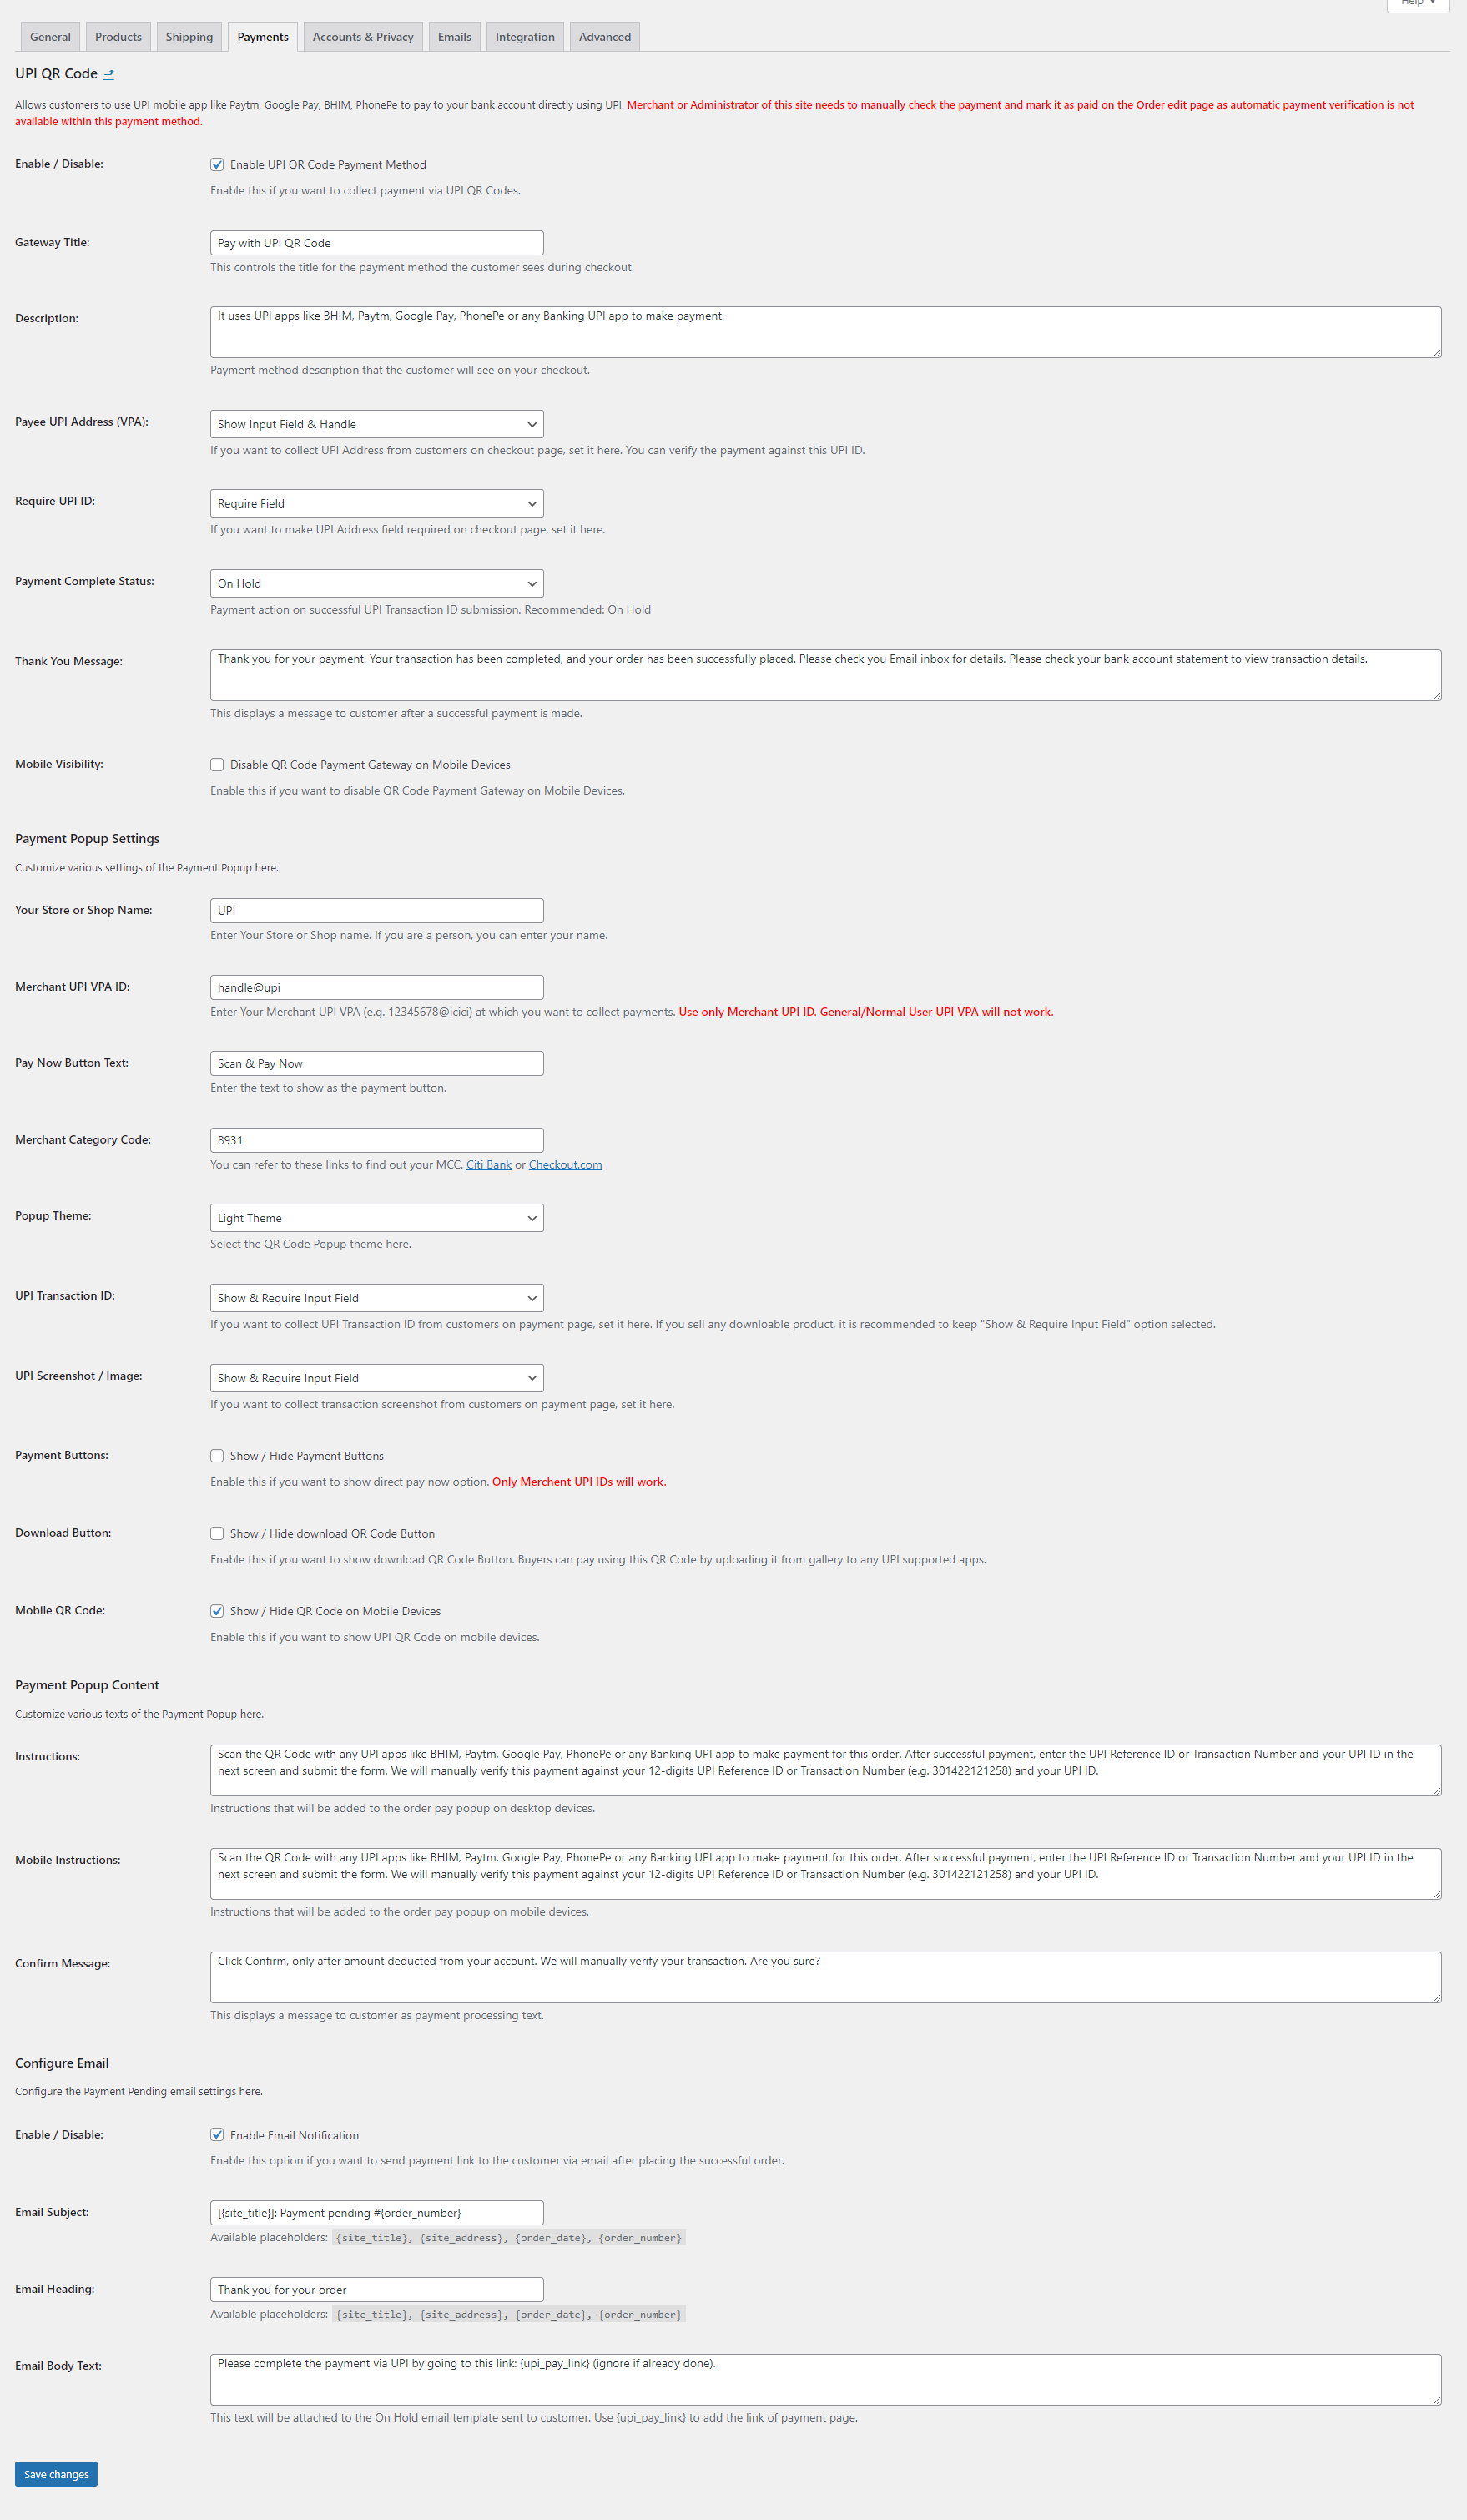 Help ▼
General Products Shipping Payments Accounts & Privacy Emails Integration Advanced
UPI QR Code
Allows customers to use UPI mobile app like Paytm, Google Pay, BHIM, PhonePe to pay to your bank account directly using UPI. Merchant or Administrator of this site needs to manually check the payment and mark it as paid on the Order edit page as automatic payment verification is not
available within this payment method.
Enable / Disable: Enable UPI QR Code Payment Method
Enable this if you want to collect payment via UPI QR Codes.
Gateway Title: Pay with UPI QR Code
This controls the title for the payment method the customer sees during checkout.
Description: It uses UPI apps like BHIM, Paytm, Google Pay, PhonePe or any Banking UPI app to make payment.
Payment method description that the customer will see on your checkout.
Payee UPI Address (VPA): Show Input Field & Handle
If you want to collect UPI Address from customers on checkout page, set it here. You can verify the payment against this UPI ID.
Require UPI ID: Require Field
If you want to make UPI Address field required on checkout page, set it here.
Payment Complete Status: On Hold
Payment action on successful UPI Transaction ID submission. Recommended: On Hold
Thank You Message: Thank you for your payment. Your transaction has been completed, and your order has been successfully placed. Please check you Email inbox for details. Please check your bank account statement to view transaction details.
This displays a message to customer after a successful payment is made.
Mobile Visibility: Disable QR Code Payment Gateway on Mobile Devices
Enable this if you want to disable QR Code Payment Gateway on Mobile Devices.
Payment Popup Settings
Customize various settings of the Payment Popup here.
Your Store or Shop Name: UPI
Enter Your Store or Shop name. If you are a person, you can enter your name.
Merchant UPI VPA ID: handle@upi
Enter Your Merchant UPI VPA (e.g. 12345678@icici) at which you want to collect payments. Use only Merchant UPI ID. General/Normal User UPI VPA will not work.
Pay Now Button Text: Scan & Pay Now
Enter the text to show as the payment button.
Merchant Category Code: 8931
You can refer to these links to find out your MCC. Citi Bank or Checkout.com
Popup Theme: Light Theme
Select the QR Code Popup theme here.
UPI Transaction ID: Show & Require Input Field
If you want to collect UPI Transaction ID from customers on payment page, set it here. If you sell any downloable product, it is recommended to keep "Show & Require Input Field" option selected.
UPI Screenshot / Image: Show & Require Input Field
If you want to collect transaction screenshot from customers on payment page, set it here.
Payment Buttons: Show / Hide Payment Buttons
Enable this if you want to show direct pay now option. Only Merchent UPI IDs will work.
Download Button: Show / Hide download QR Code Button
Enable this if you want to show download QR Code Button. Buyers can pay using this QR Code by uploading it from gallery to any UPI supported apps.
Mobile QR Code: Show / Hide QR Code on Mobile Devices
Enable this if you want to show UPI QR Code on mobile devices.
Payment Popup Content
Customize various texts of the Payment Popup here.
Instructions: Scan the QR Code with any UPI apps like BHIM, Paytm, Google Pay, PhonePe or any Banking UPI app to make payment for this order. After successful payment, enter the UPI Reference ID or Transaction Number and your UPI ID in the
next screen and submit the form. We will manually verify this payment against your 12-digits UPI Reference ID or Transaction Number (e.g. 301422121258) and your UPI ID.
Instructions that will be added to the order pay popup on desktop devices.
Mobile Instructions: Scan the QR Code with any UPI apps like BHIM, Paytm, Google Pay, PhonePe or any Banking UPI app to make payment for this order. After successful payment, enter the UPI Reference ID or Transaction Number and your UPI ID in the
next screen and submit the form. We will manually verify this payment against your 12-digits UPI Reference ID or Transaction Number (e.g. 301422121258) and your UPI ID.
Instructions that will be added to the order pay popup on mobile devices.
Confirm Message: Click Confirm, only after amount deducted from your account. We will manually verify your transaction. Are you sure?
This displays a message to customer as payment processing text.
Configure Email
Configure the Payment Pending email settings here.
Enable / Disable: Enable Email Notification
Enable this option if you want to send payment link to the customer via email after placing the successful order.
Email Subject: [{site_title}]: Payment pending #{order_number}
Available placeholders: {site_title}, {site_address}, {order_date}, {order_number}
Email Heading: Thank you for your order
Available placeholders: {site_title}, {site_address}, {order_date}, {order_number}
Email Body Text: Please complete the payment via UPI by going to this link: {upi_pay_link} (ignore if already done).
This text will be attached to the On Hold email template sent to customer. Use {upi_pay_link} to add the link of payment page.
Save changes